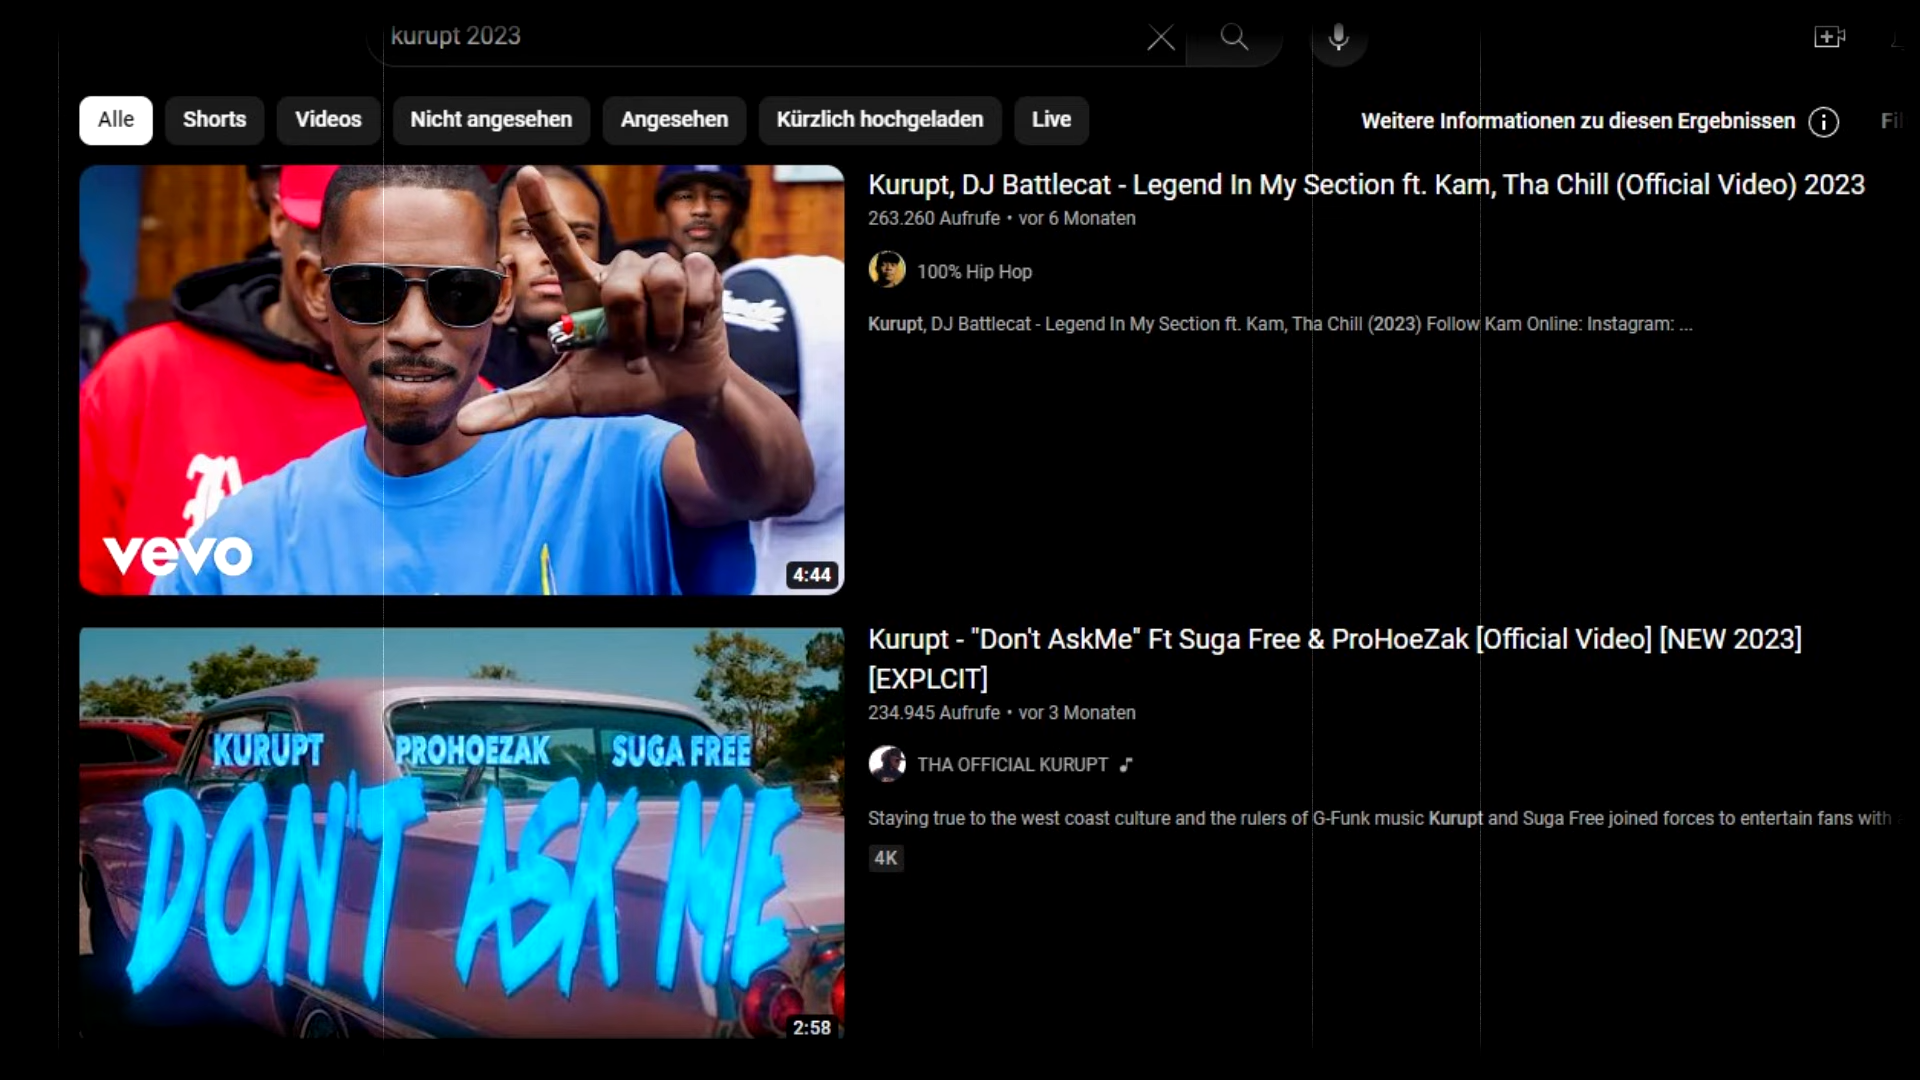 kurupt 2023
Alle
Shorts
Videos
Nicht angesehen
Angesehen
Kürzlich hochgeladen
Live
Weitere Informationen zu diesen Ergebnissen
vevo
4:44
Kurupt, DJ Battlecat - Legend In My Section ft. Kam, Tha Chill (Official Video) 2023
263.260 Aufrufe • vor 6 Monaten
100% Hip Hop
Kurupt, DJ Battlecat - Legend In My Section ft. Kam, Tha Chill (2023) Follow Kam Online: Instagram: ...
KURUPT PROHOEZAK SUGA FREE
DON'T ASK ME
2:58
Kurupt - "Don't AskMe" Ft Suga Free & ProHoeZak [Official Video] [NEW 2023]
[EXPLCIT]
234.945 Aufrufe • vor 3 Monaten
THA OFFICIAL KURUPT
Staying true to the west coast culture and the rulers of G-Funk music Kurupt and Suga Free joined forces to entertain fans with
4K